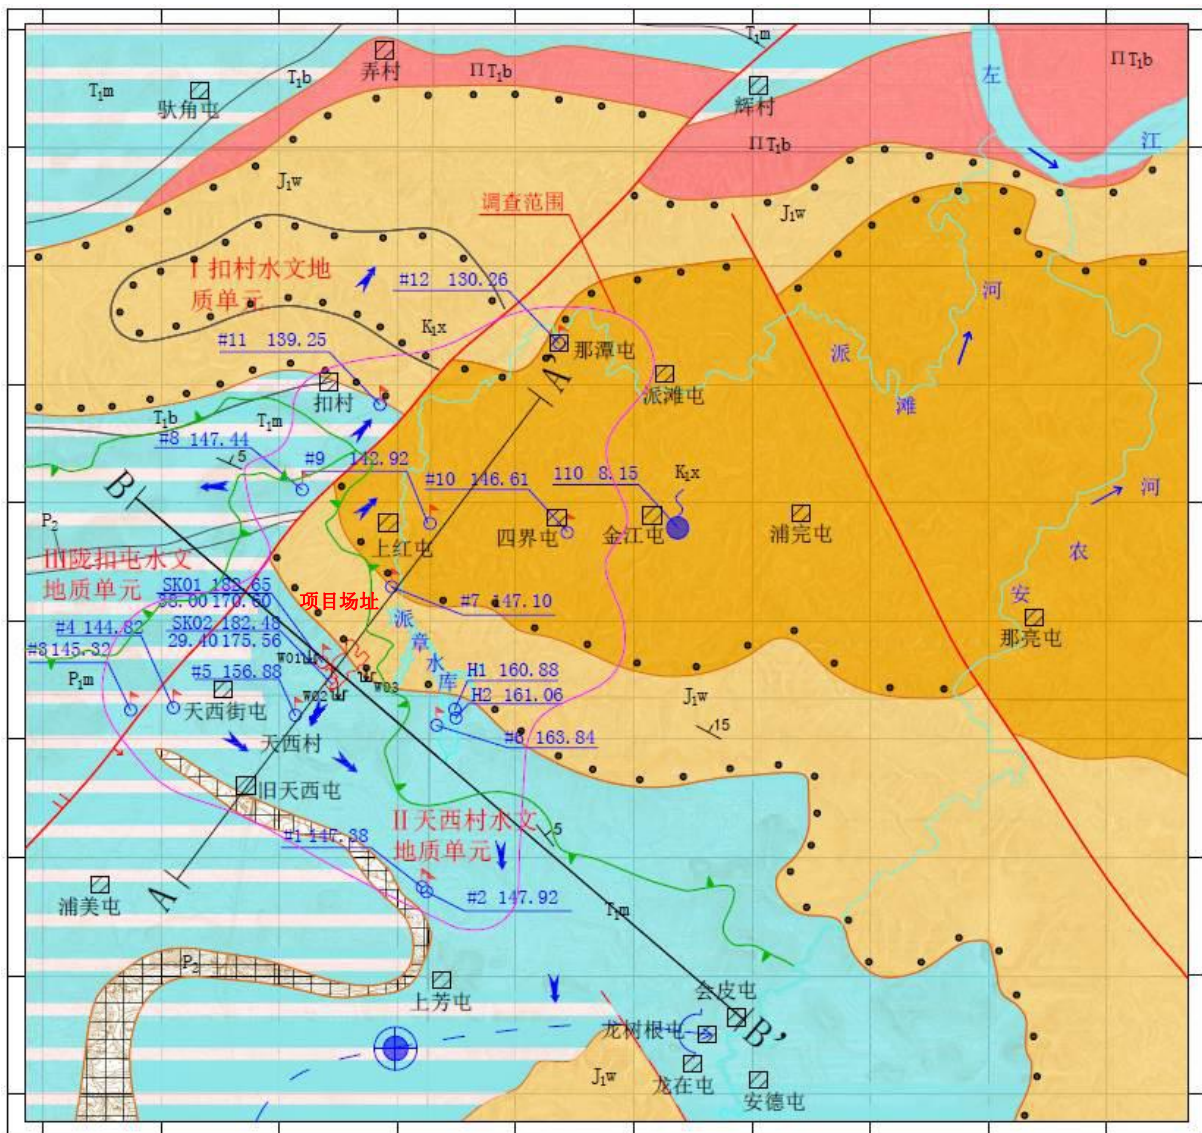 T₁m
左
ΠT₁b
弄村
ΠT₁b
T₁b
T₁m
驮角屯
辉村
ΠT₁b
江
J₁w
调查范围
J₁w
Ⅰ扣村水文地
质单元
#12 130.26
河
K₁x
#11 139.25
那潭屯
派
A’
派滩屯
滩
扣村
T₁b
T₁m
#8 147.44
5
#9 142.92
#10 146.61
110 8.15
K₁x
B
河
P₂
上红屯
四界屯
金江屯
浦完屯
农
Ⅲ陇扣屯水文
地质单元
SK01 182.65
38.00 170.60
项目场址
#7 147.10
安
SK02 182.48
29.40 175.56
派
章
水
库
那亮屯
#4 144.82
#3 145.32
W01
#5 156.88
H1 160.88
P₁m
W02
W03
H2 161.06
J₁w
天西街屯
15
天西村
#6 163.84
旧天西屯
#1 147.38
Ⅱ天西村水文
地质单元
5
A
浦美屯
#2 147.92
T₁m
P₂
上芳屯
会皮屯
龙树根屯
B’
J₁w
龙在屯
安德屯